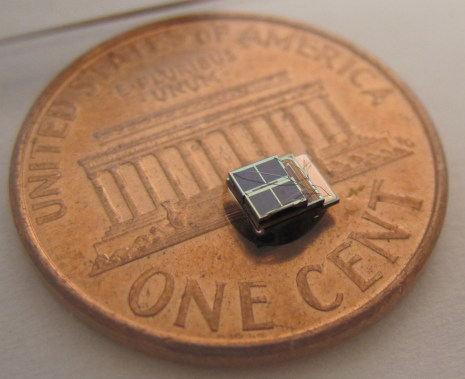 UNITED STATES OF AMERICA
E·PLURIBUS
UNUM
ONE CENT